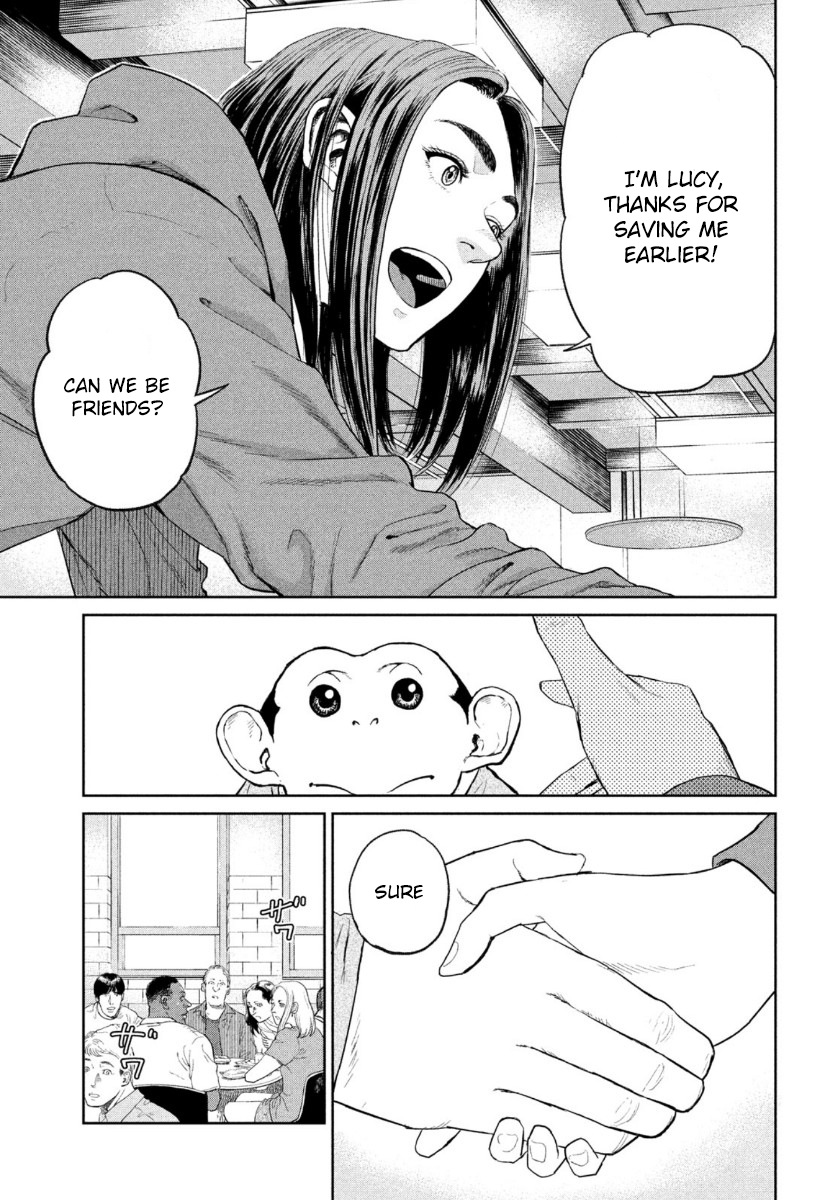 I'M LUCY,
THANKS FOR
SAVING ME
EARLIER!
CAN WE BE
FRIENDS?
SURE
ザワ
ザワ